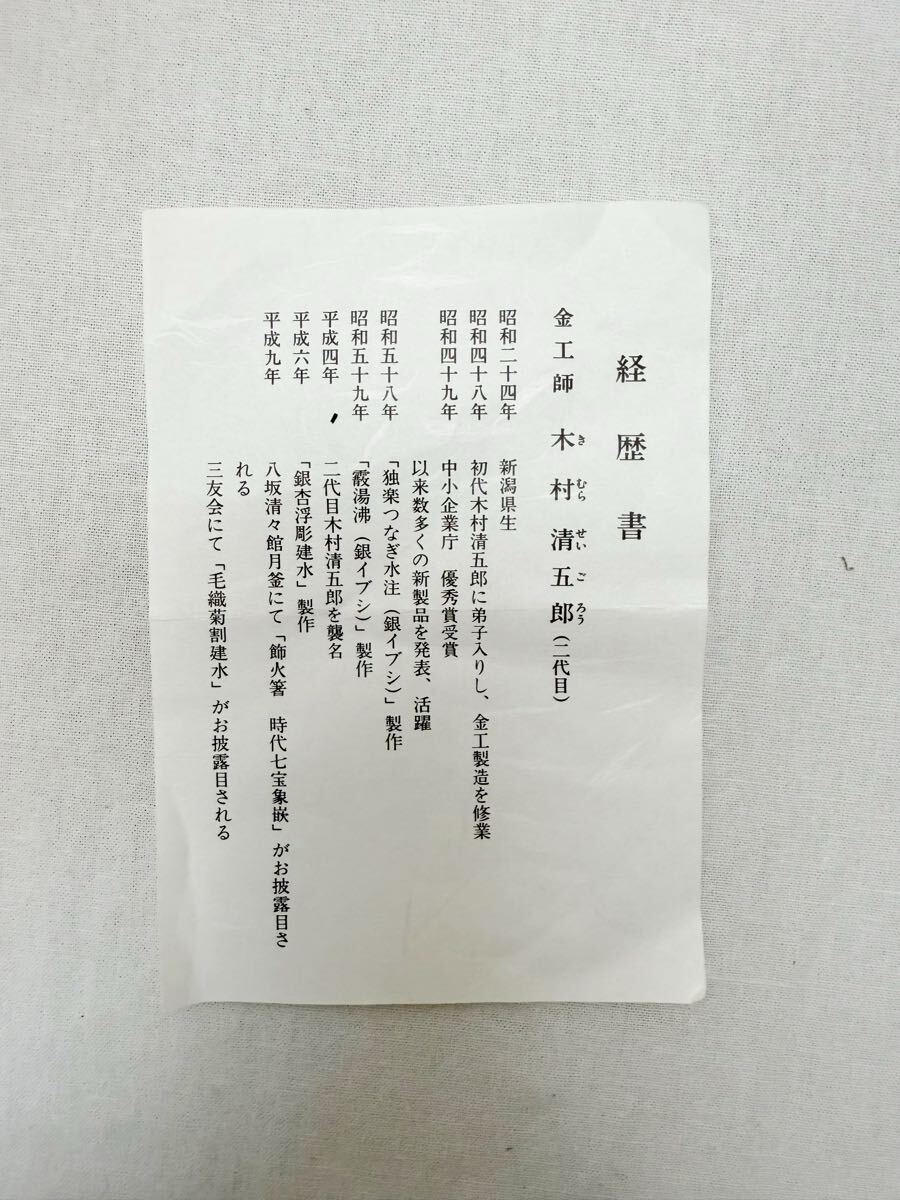 経歴書
金工師 木村清五郎(二代目)
きむらせいごろう
昭和二十四年 新潟県生
昭和四十八年 初代木村清五郎に弟子入りし、金工製造を修業
昭和四十九年 中小企業庁 優秀賞受賞
以来数多くの新製品を発表、活躍
昭和五十八年 「独楽つなぎ水注(銀イブシ)」製作
昭和五十九年 「霰湯沸(銀イブシ)」製作
平成四年 二代目木村清五郎を襲名
平成六年 「銀杏浮彫建水」製作
平成九年 八坂清々館月釜にて「飾火箸 時代七宝象嵌」がお披露目さ
れる
三友会にて「毛織菊割建水」がお披露目される